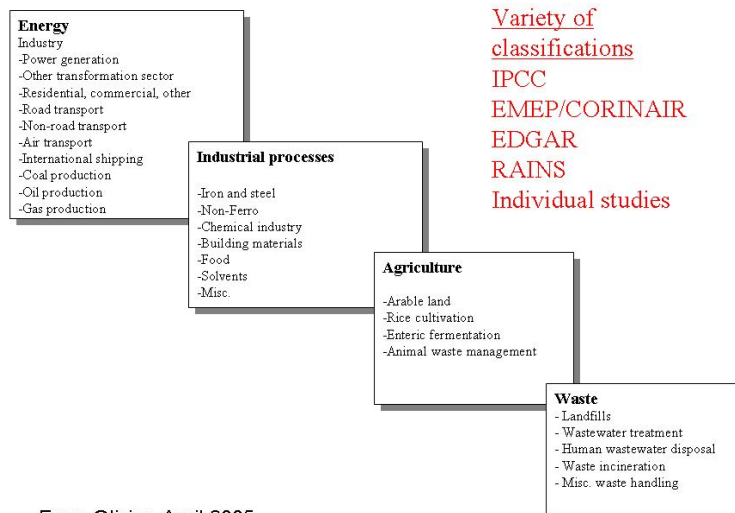 Energy
Industry
-Power generation
-Other transformation sector
-Residential, commercial, other
-Road transport
-Non-road transport
-Air transport
-International shipping
-Coal production
-Oil production
-Gas production
Variety of
classifications
IPCC
EMEP/CORINAIR
EDGAR
RAINS
Individual studies
Industrial processes
-Iron and steel
-Non-Ferro
-Chemical industry
-Building materials
-Food
-Solvents
-Misc.
Agriculture
-Arable land
-Rice cultivation
-Enteric fermentation
-Animal waste management
Waste
- Landfills
- Wastewater treatment
- Human wastewater disposal
- Waste incineration
- Misc. waste handling